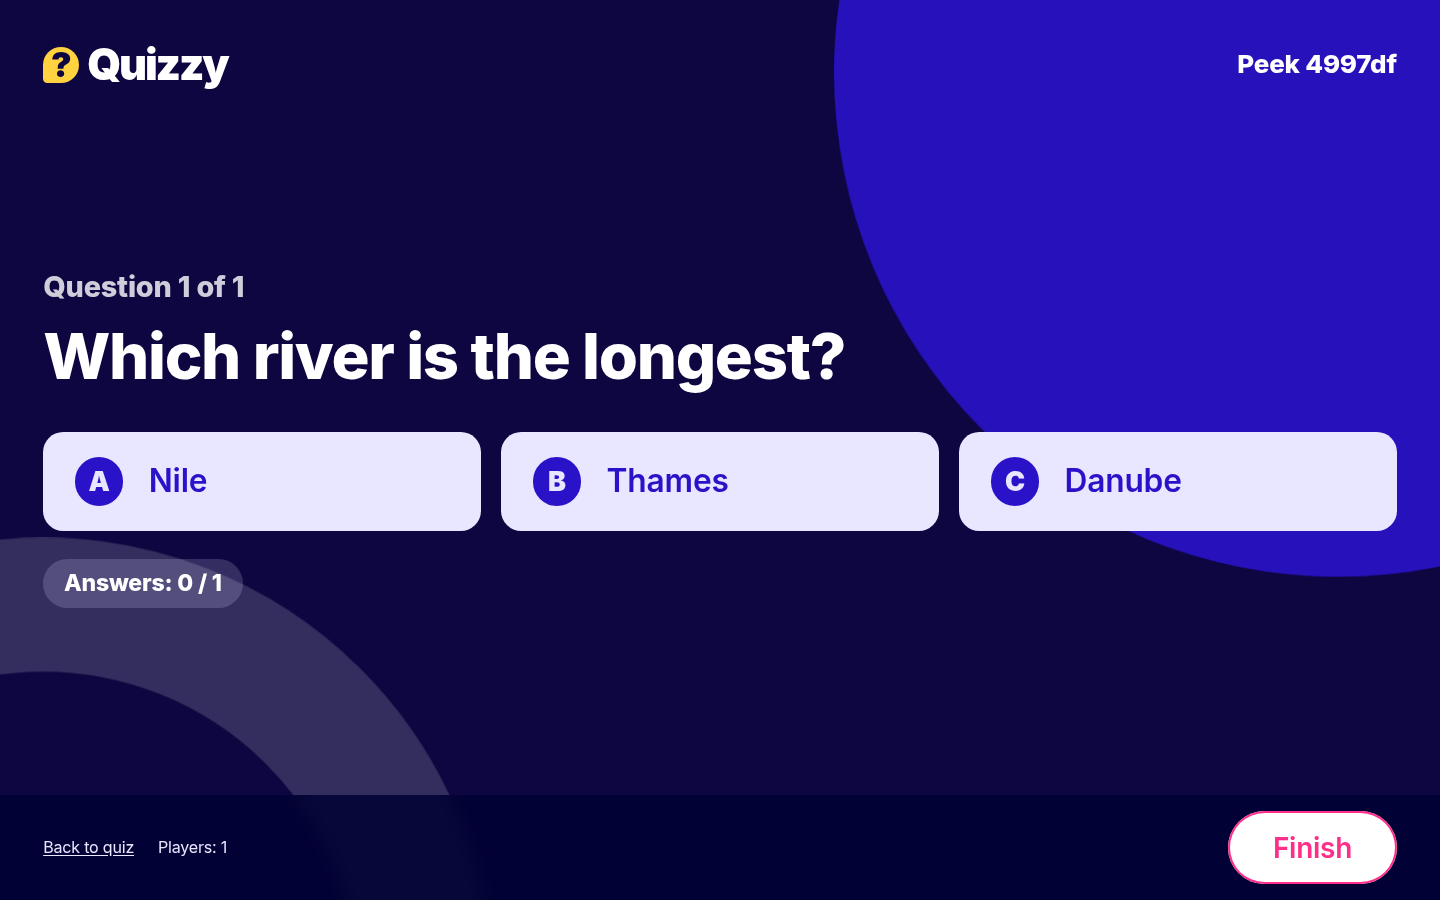 ? Quizzy
Peek 4997df
Question 1 of 1
Which river is the longest?
A Nile
B Thames
C Danube
Answers: 0 / 1
Back to quiz Players: 1
Finish